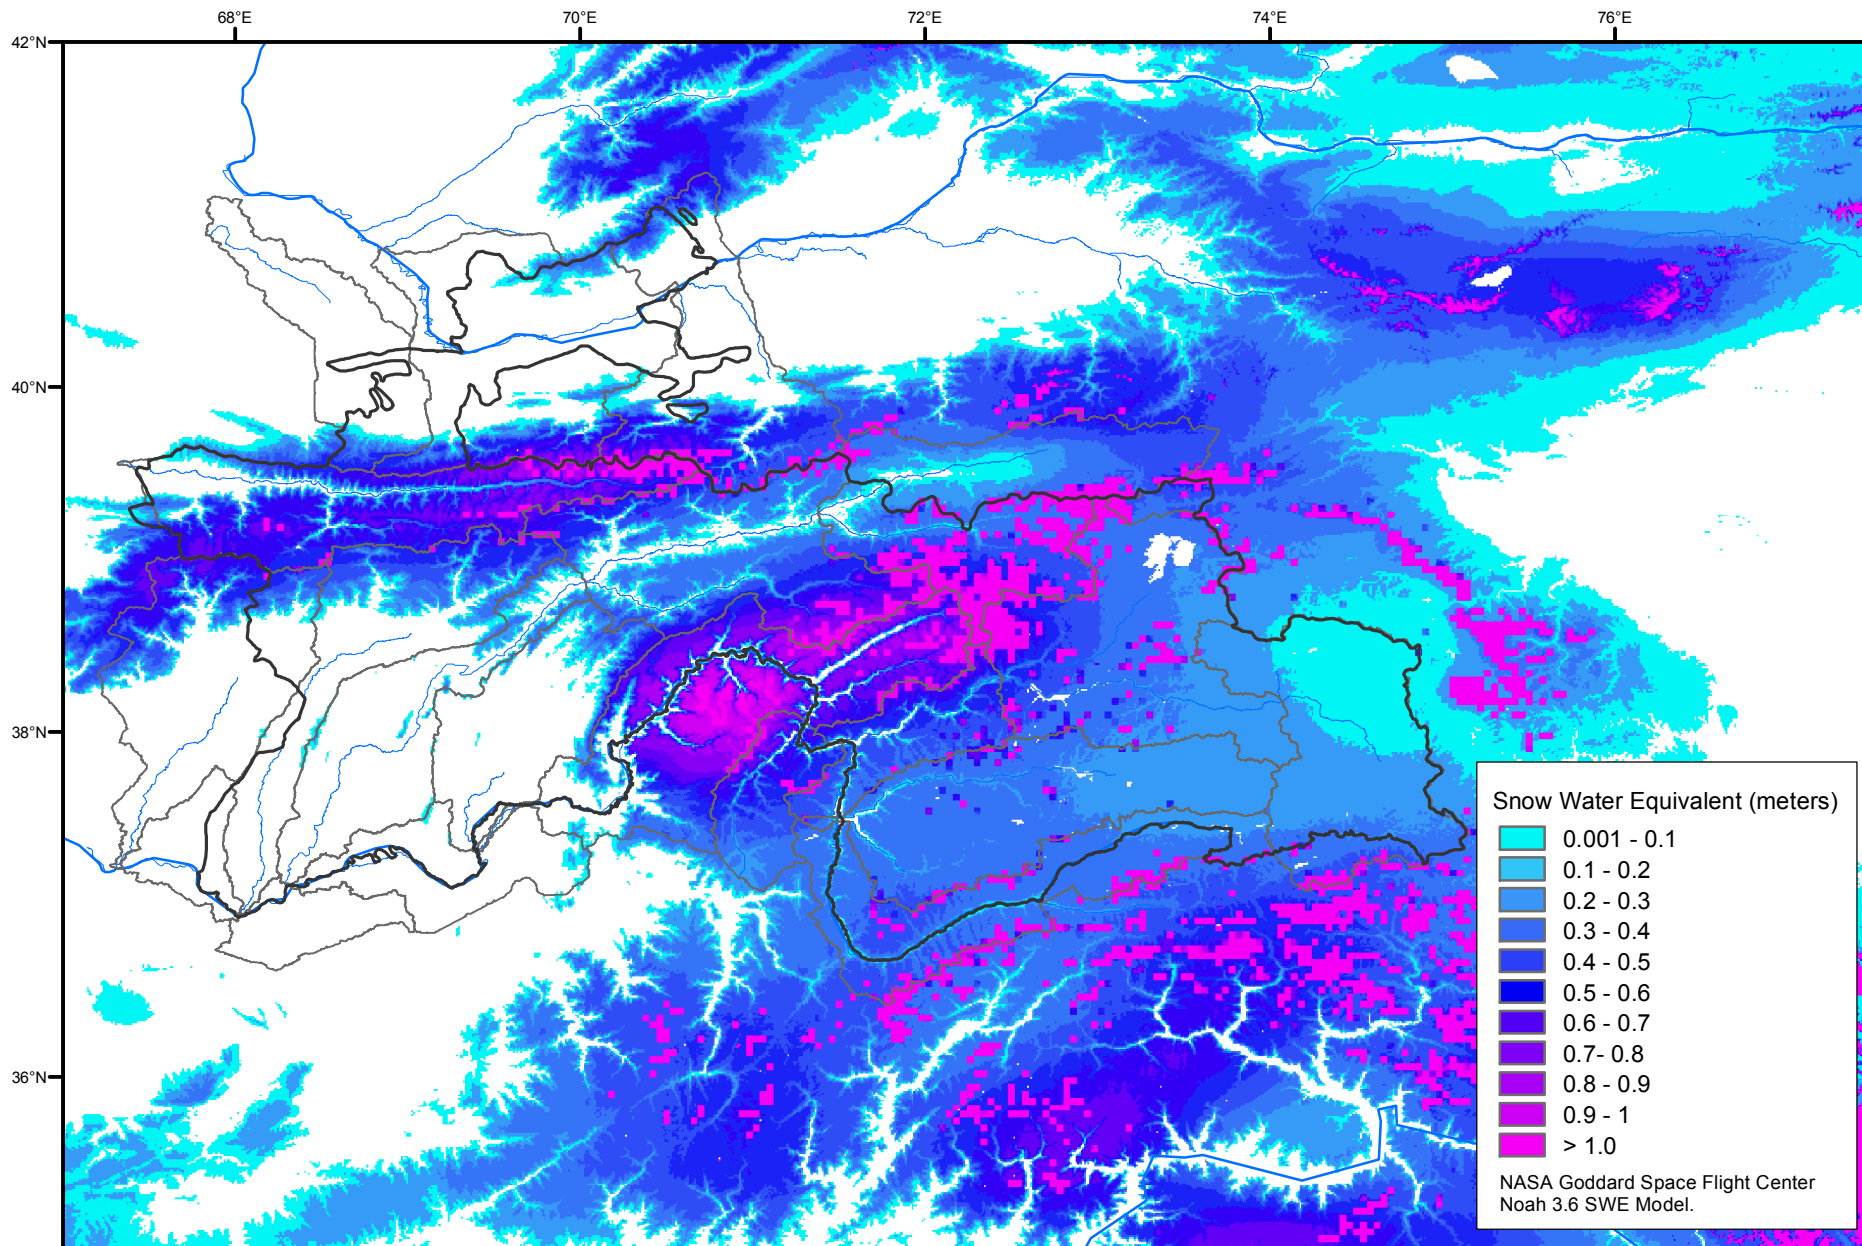 68°E
70°E
72°E
74°E
76°E
42°N
40°N
38°N
36°N
Snow Water Equivalent (meters)
0.001 - 0.1
0.1 - 0.2
0.2 - 0.3
0.3 - 0.4
0.4 - 0.5
0.5 - 0.6
0.6 - 0.7
0.7- 0.8
0.8 - 0.9
0.9 - 1
> 1.0
NASA Goddard Space Flight Center
Noah 3.6 SWE Model.